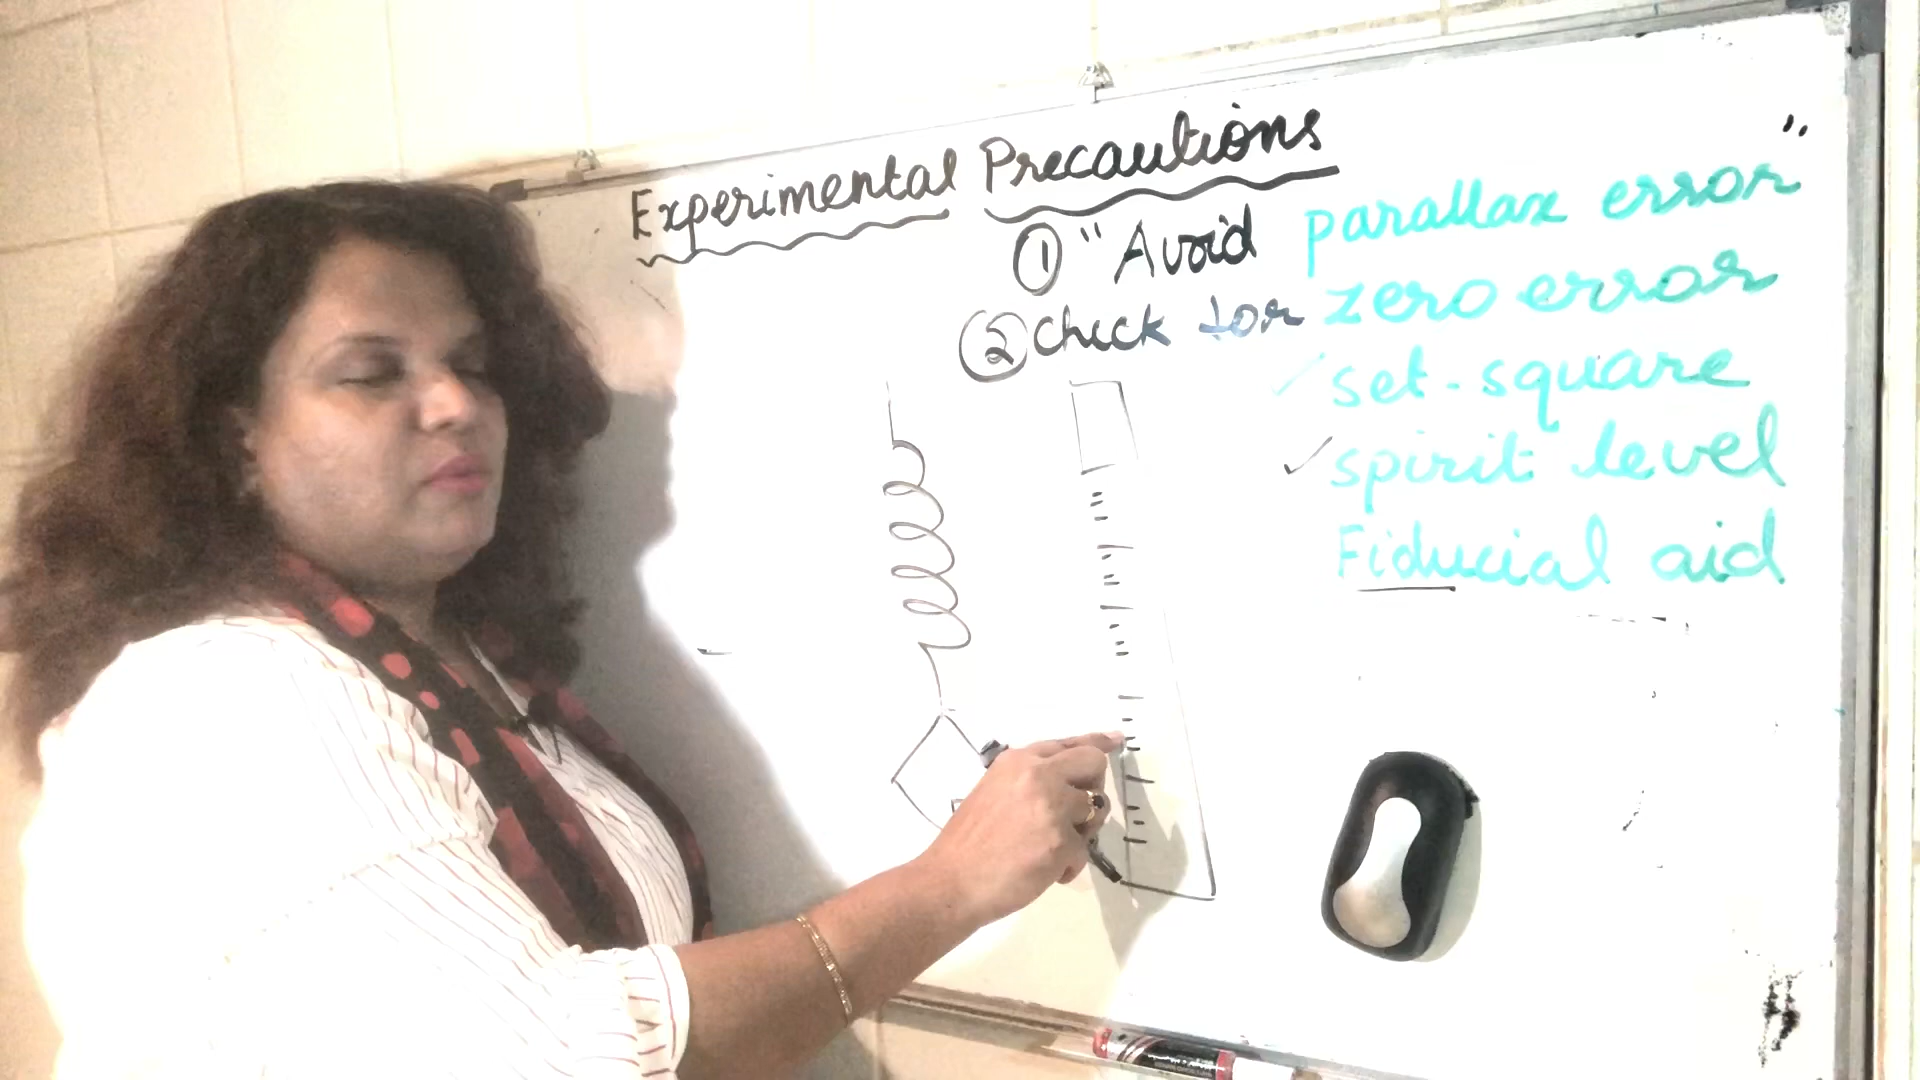 Experimental Precautions
① "Avoid parallax error"
② Check for zero error
✓ set-square
✓ spirit level
Fiducial aid